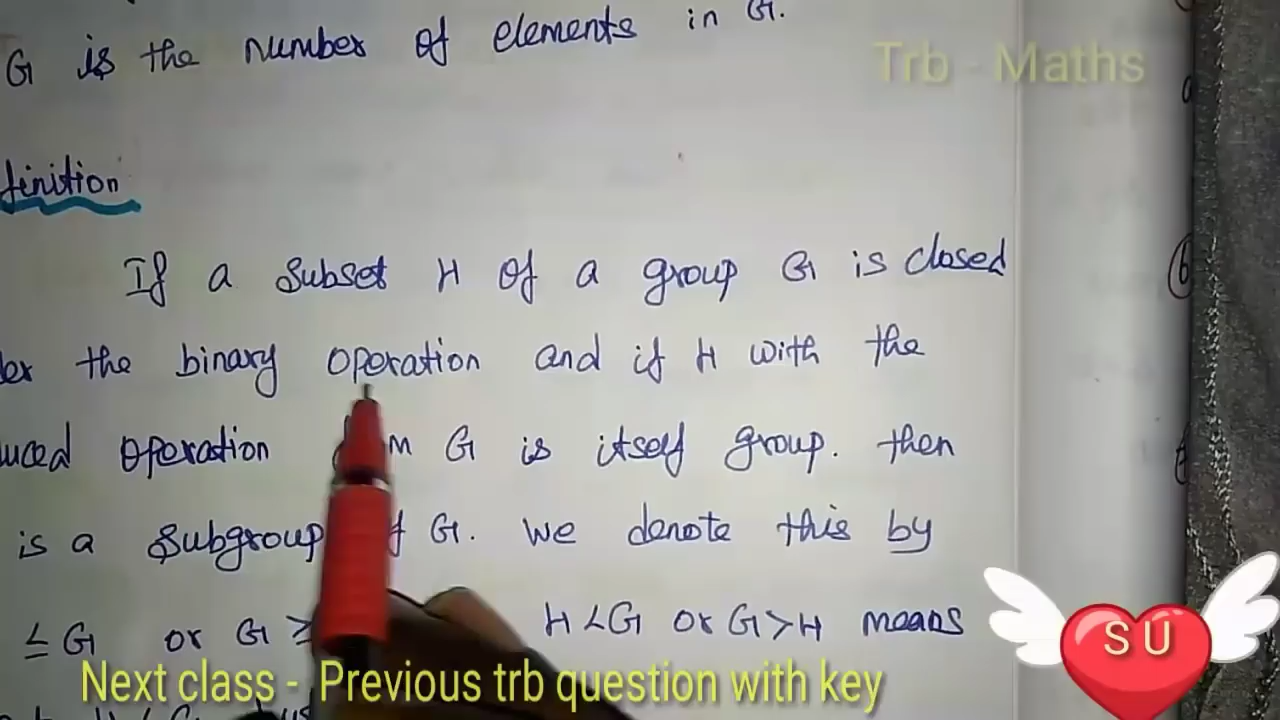 G is the number of elements in G.
Trb - Maths
finition
If a subset H of a group G is closed
the binary operation and if H with the
operation G is itself group. then
is a subgroup G. We denote this by
≤ G or G ≥ H < G or G > H means
S U
Next class - Previous trb question with key